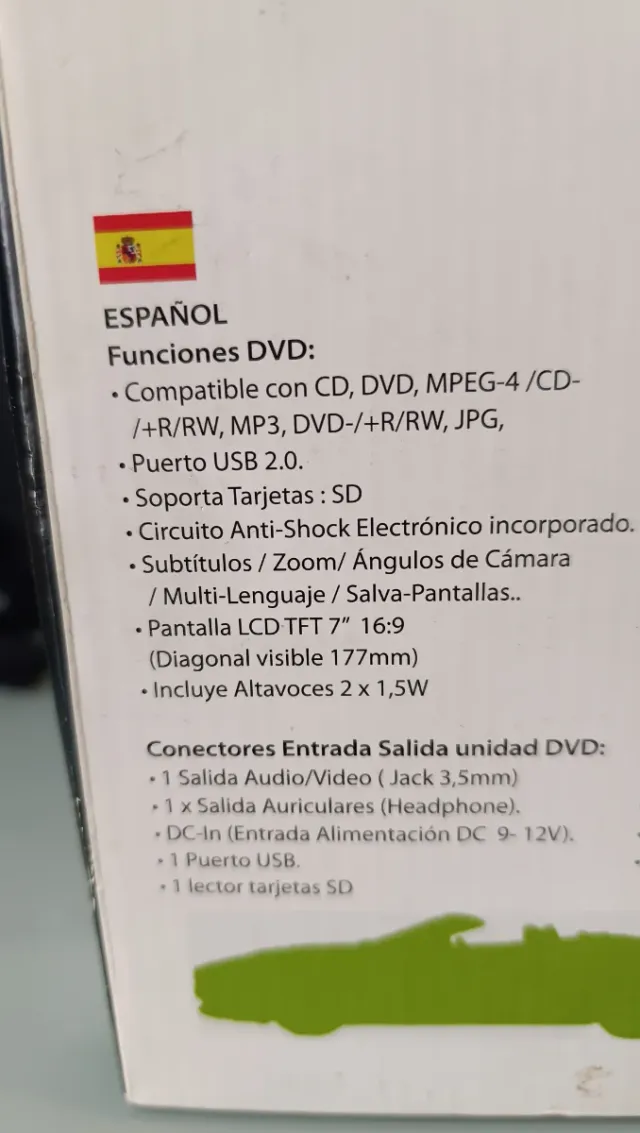 ESPAÑOL
Funciones DVD:
• Compatible con CD, DVD, MPEG-4 /CD-
/+R/RW, MP3, DVD-/+R/RW, JPG,
• Puerto USB 2.0.
• Soporta Tarjetas : SD
• Circuito Anti-Shock Electrónico incorporado.
• Subtítulos / Zoom/ Ángulos de Cámara
/ Multi-Lenguaje / Salva-Pantallas..
• Pantalla LCD TFT 7” 16:9
(Diagonal visible 177mm)
• Incluye Altavoces 2 x 1,5W
Conectores Entrada Salida unidad DVD:
• 1 Salida Audio/Video ( Jack 3,5mm)
• 1 x Salida Auriculares (Headphone).
• DC-In (Entrada Alimentación DC 9- 12V).
• 1 Puerto USB.
• 1 lector tarjetas SD